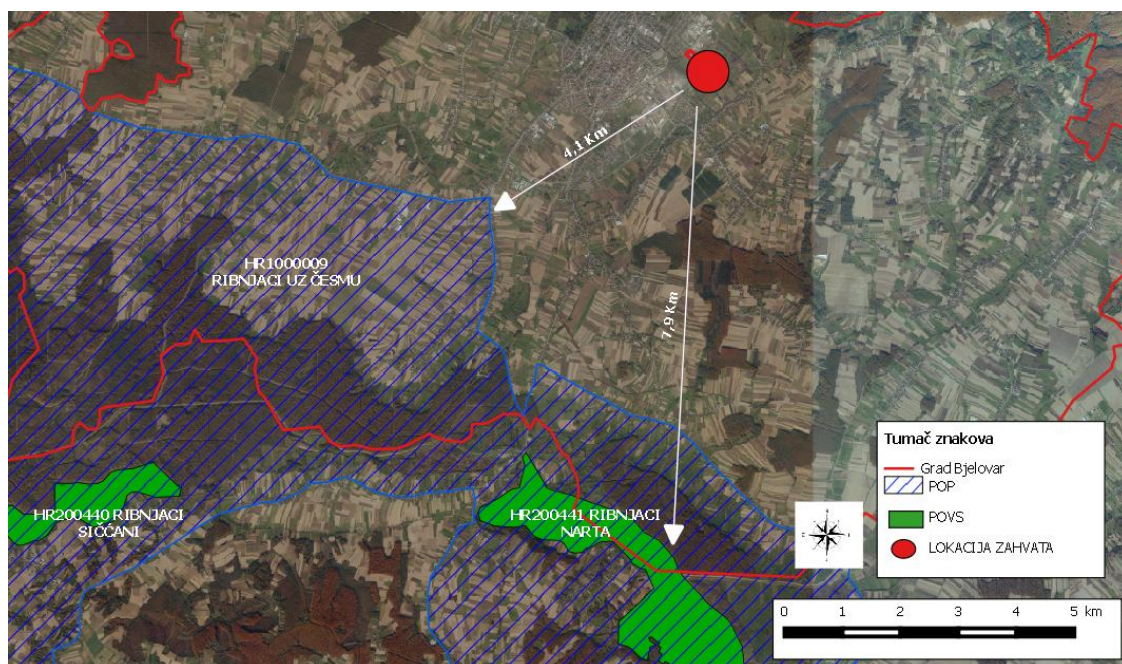 4,1 Km
7,9 Km
HR1000009
RIBNJACI UZ ČESMU
HR200440 RIBNJACI
SIČĆANI
HR200441 RIBNJACI
NARTA
Tumač znakova
Grad Bjelovar
POP
POVS
LOKACIJA ZAHVATA
0 1 2 3 4 5 km